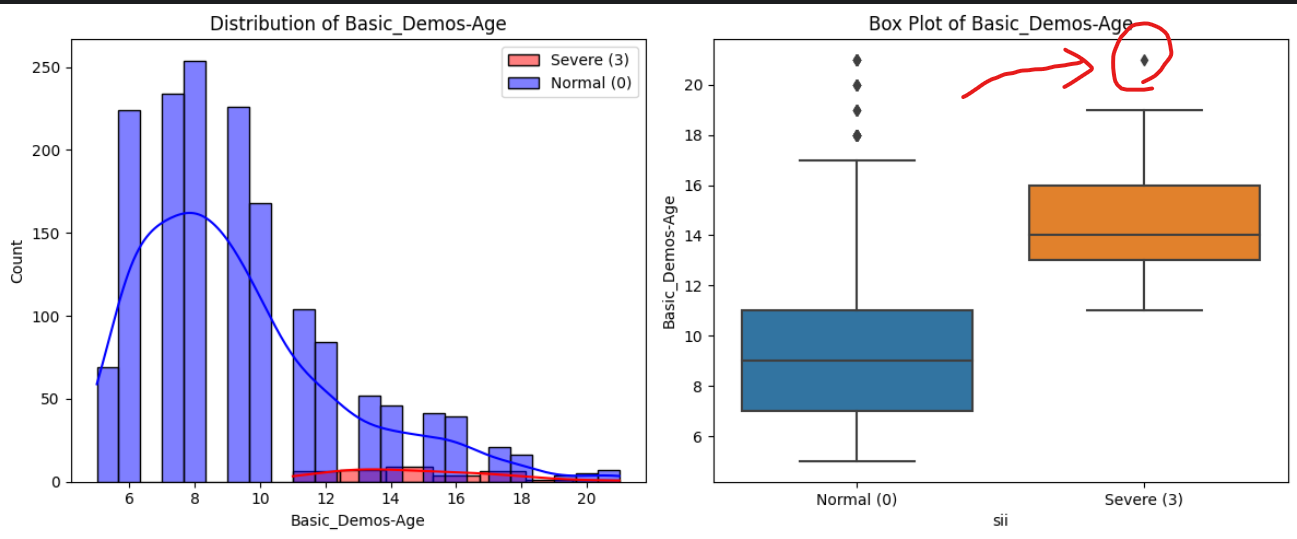 Distribution of Basic_Demos-Age
Severe (3)
Normal (0)
250
200
150
100
50
0
Count
6 8 10 12 14 16 18 20
Basic_Demos-Age
Box Plot of Basic_Demos-Age
20
18
16
14
12
10
8
6
Basic_Demos-Age
Normal (0) Severe (3)
sii